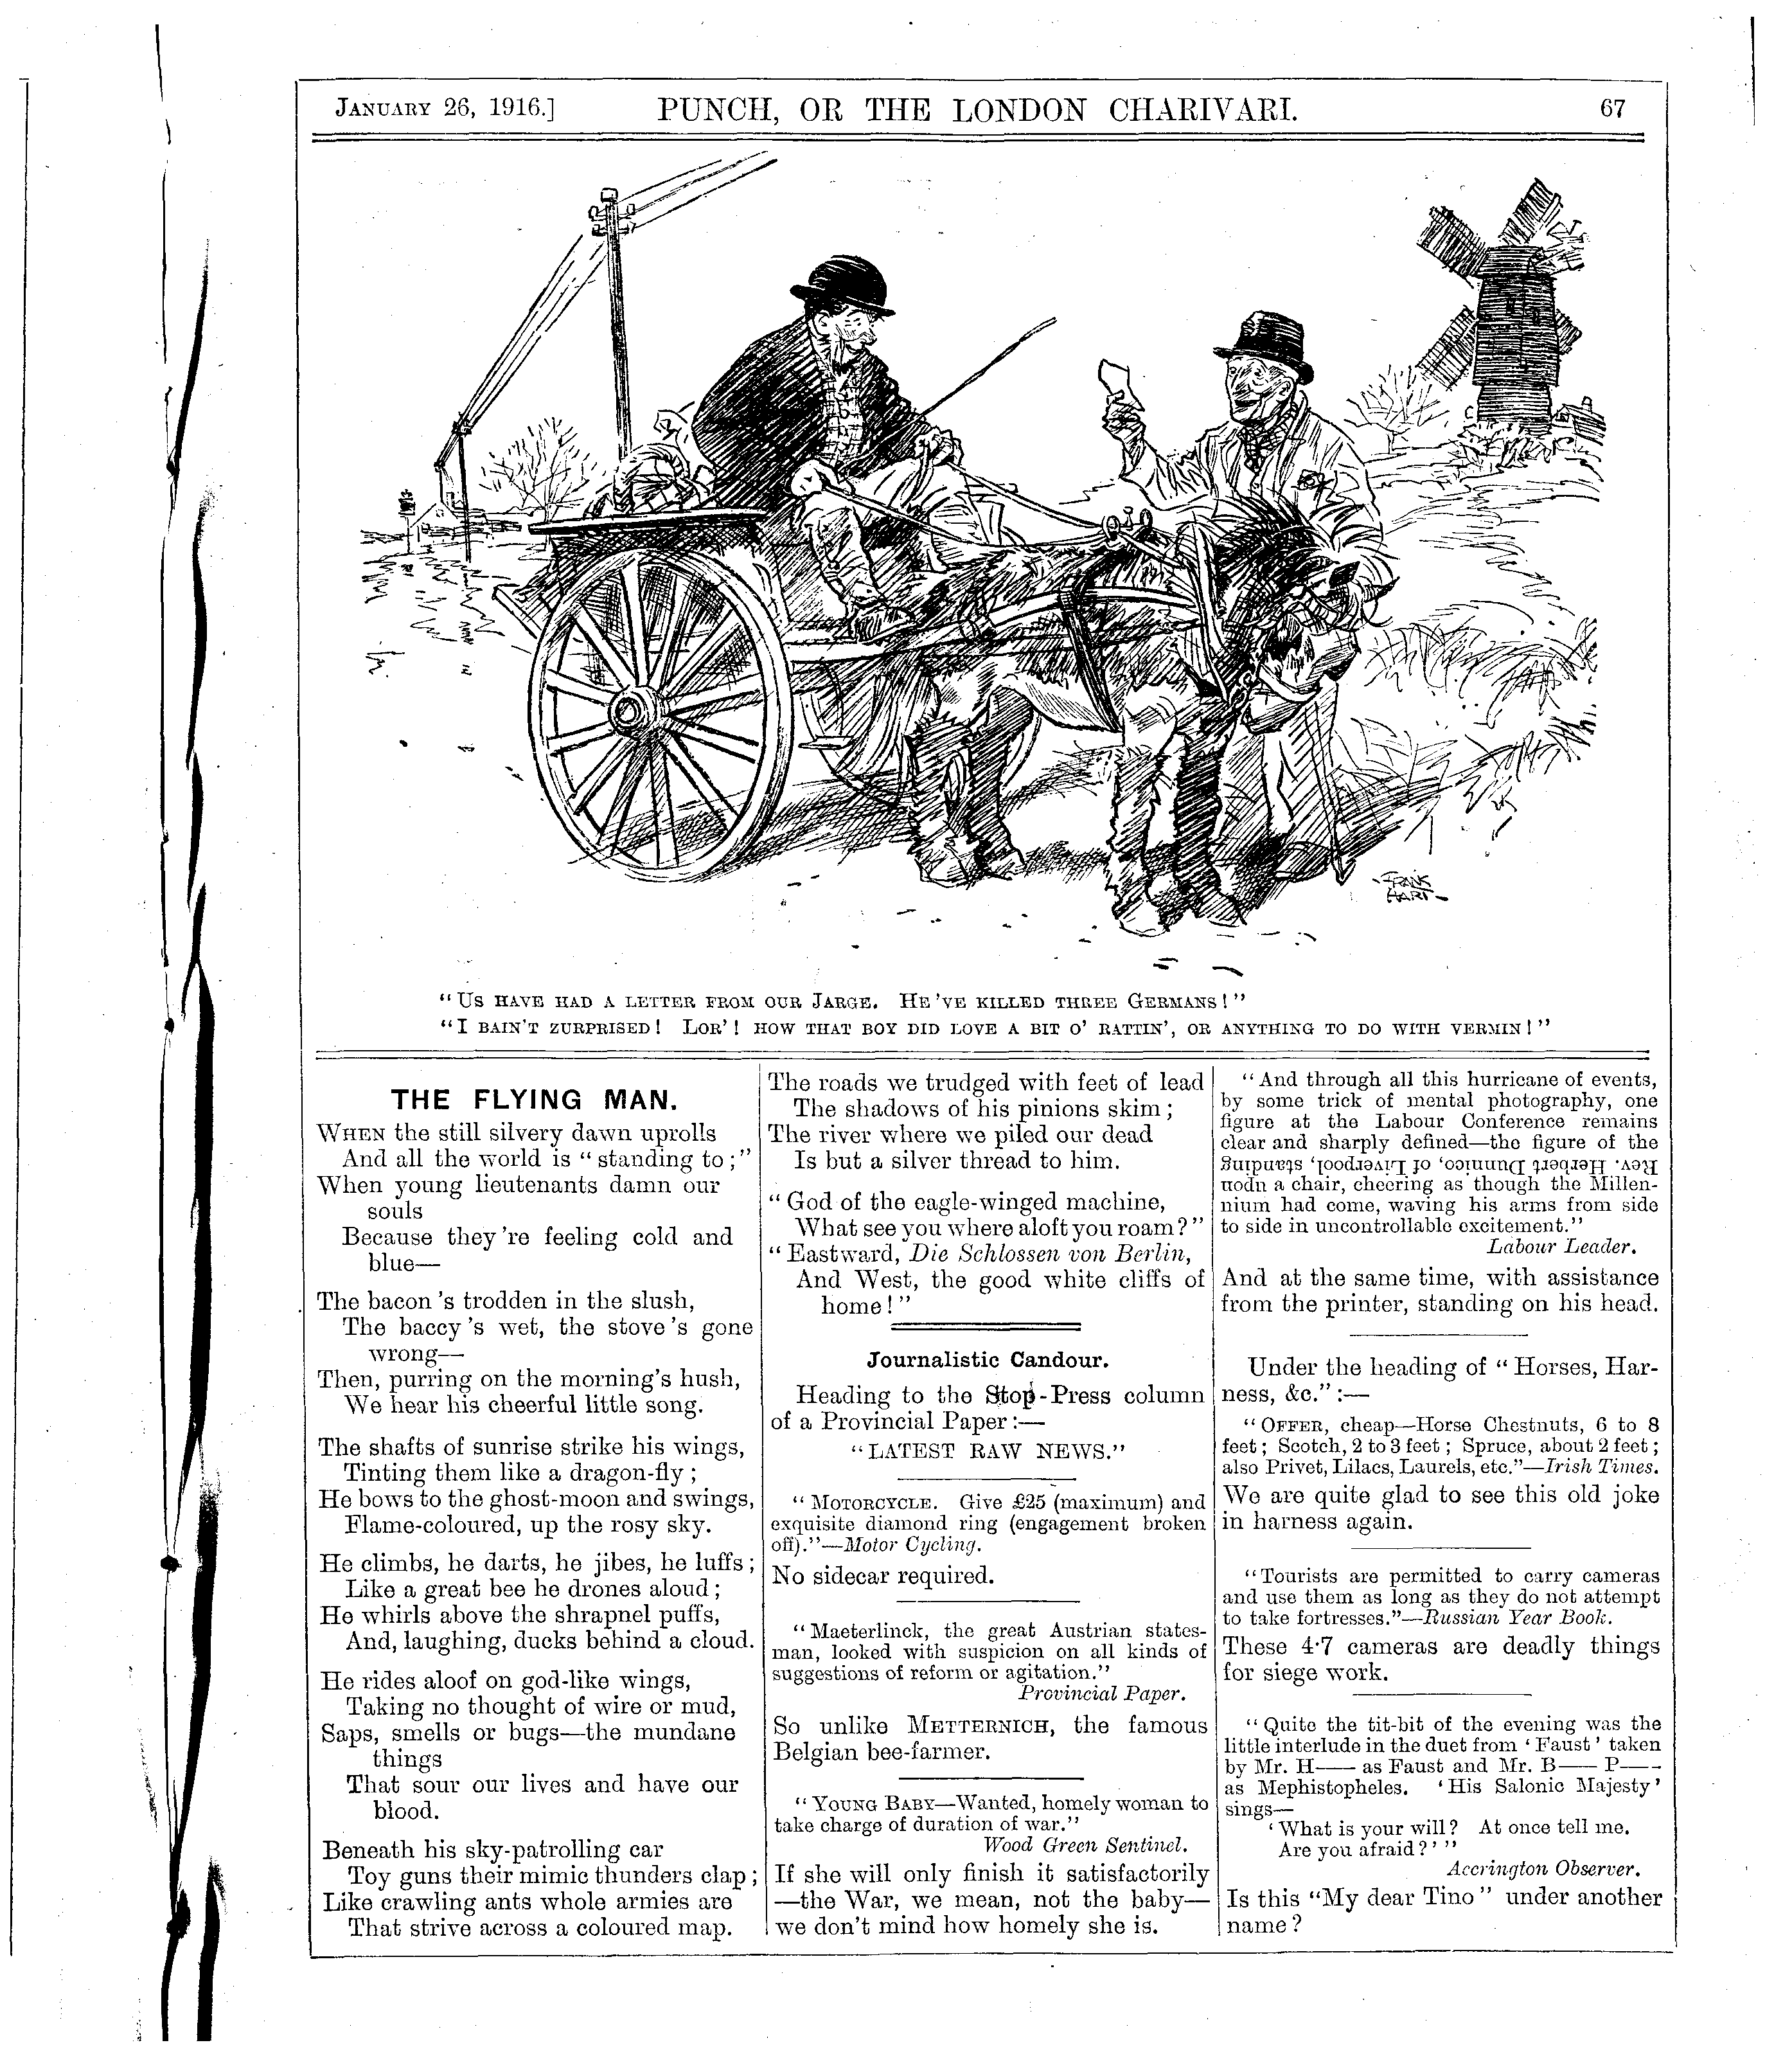 JANUARY 26, 1916.]
PUNCH, OR THE LONDON CHARIVARI.
67
FRANK
HART
"US HAVE HAD A LETTER FROM OUR JARGE. HE 'VE KILLED THREE GERMANS!"
"I BAIN'T ZURPRISED! LOR'! HOW THAT BOY DID LOVE A BIT O' RATTIN', OR ANYTHING TO DO WITH VERMIN!"
THE FLYING MAN.
WHEN the still silvery dawn uprolls
And all the world is "standing to;"
When young lieutenants damn our
souls
Because they 're feeling cold and
blue—
The bacon 's trodden in the slush,
The baccy 's wet, the stove 's gone
wrong—
Then, purring on the morning's hush,
We hear his cheerful little song.
The shafts of sunrise strike his wings,
Tinting them like a dragon-fly;
He bows to the ghost-moon and swings,
Flame-coloured, up the rosy sky.
He climbs, he darts, he jibes, he luffs;
Like a great bee he drones aloud;
He whirls above the shrapnel puffs,
And, laughing, ducks behind a cloud.
He rides aloof on god-like wings,
Taking no thought of wire or mud,
Saps, smells or bugs—the mundane
things
That sour our lives and have our
blood.
Beneath his sky-patrolling car
Toy guns their mimic thunders clap;
Like crawling ants whole armies are
That strive across a coloured map.
The roads we trudged with feet of lead
The shadows of his pinions skim;
The river where we piled our dead
Is but a silver thread to him.
"God of the eagle-winged machine,
What see you where aloft you roam?"
"Eastward, Die Schlossen von Berlin,
And West, the good white cliffs of
home!"
Journalistic Candour.
Heading to the Stop-Press column
of a Provincial Paper:—
"LATEST RAW NEWS."
"MOTORCYCLE. Give £25 (maximum) and
exquisite diamond ring (engagement broken
off)."—Motor Cycling.
No sidecar required.
"Maeterlinck, the great Austrian states-
man, looked with suspicion on all kinds of
suggestions of reform or agitation."
Provincial Paper.
So unlike METTERNICH, the famous
Belgian bee-farmer.
"YOUNG BABY—Wanted, homely woman to
take charge of duration of war."
Wood Green Sentinel.
If she will only finish it satisfactorily
—the War, we mean, not the baby—
we don't mind how homely she is.
"And through all this hurricane of events,
by some trick of mental photography, one
figure at the Labour Conference remains
clear and sharply defined—the figure of the
Rev. Herbert Dunnico, of Liverpool, standing
upon a chair, cheering as though the Millen-
nium had come, waving his arms from side
to side in uncontrollable excitement."
Labour Leader.
And at the same time, with assistance
from the printer, standing on his head.
Under the heading of "Horses, Har-
ness, &c.":—
"OFFER, cheap—Horse Chestnuts, 6 to 8
feet; Scotch, 2 to 3 feet; Spruce, about 2 feet;
also Privet, Lilacs, Laurels, etc."—Irish Times.
We are quite glad to see this old joke
in harness again.
"Tourists are permitted to carry cameras
and use them as long as they do not attempt
to take fortresses."—Russian Year Book.
These 4·7 cameras are deadly things
for siege work.
"Quite the tit-bit of the evening was the
little interlude in the duet from 'Faust' taken
by Mr. H—— as Faust and Mr. B—— P——
as Mephistopheles. 'His Salonic Majesty'
sings—
'What is your will? At once tell me.
Are you afraid?'"
Accrington Observer.
Is this "My dear Tino" under another
name?